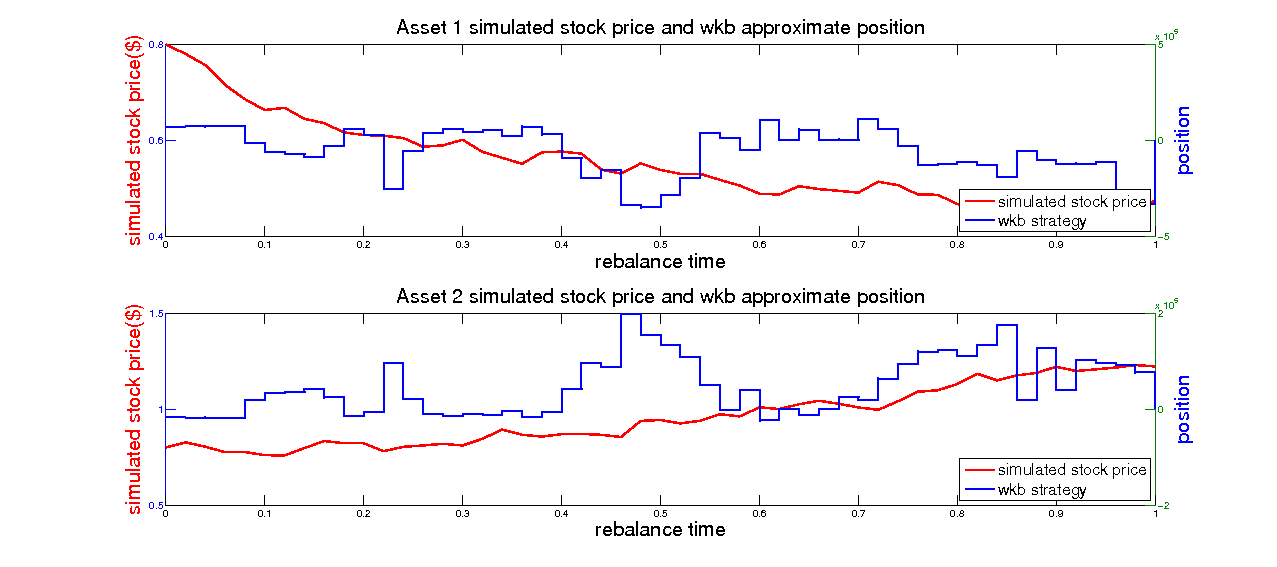 Asset 1 simulated stock price and wkb approximate position
simulated stock price($)
0.8
0.6
0.4
x 10
5
0
-5
position
simulated stock price
wkb strategy
0 0.1 0.2 0.3 0.4 0.5 0.6 0.7 0.8 0.9 1
rebalance time
Asset 2 simulated stock price and wkb approximate position
simulated stock price($)
1.5
1
0.5
x 10
2
0
-2
position
simulated stock price
wkb strategy
0 0.1 0.2 0.3 0.4 0.5 0.6 0.7 0.8 0.9 1
rebalance time